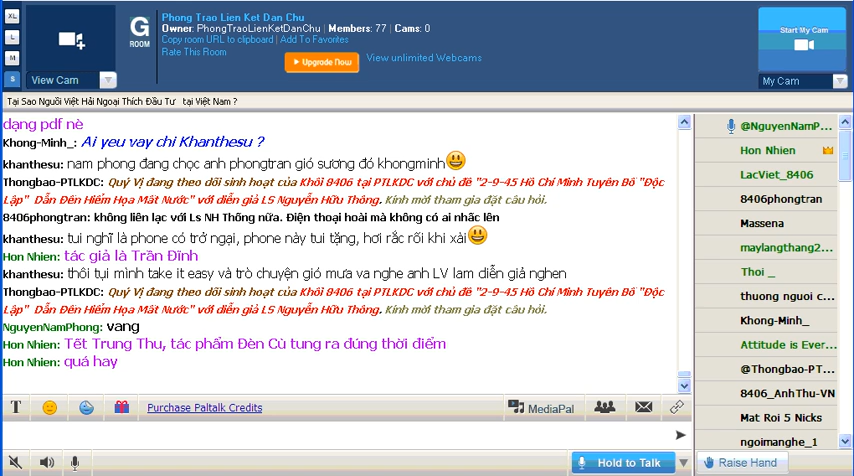 XL
L
M
S
View Cam
G
ROOM
Phong Trao Lien Ket Dan Chu
Owner: PhongTraoLienKetDanChu | Members: 77 | Cams: 0
Copy room URL to clipboard | Add To Favorites
Rate This Room
Upgrade Now
View unlimited Webcams
Start My Cam
My Cam
Tại Sao Người Việt Hải Ngoại Thích Đầu Tư tại Việt Nam ?
dạng pdf nè
Khong-Minh_: Ai yeu vay chi Khanthesu ?
khanthesu: nam phong đang chọc anh phongtran gió sương đó khongminh
Thongbao-PTLKDC: Quý Vị đang theo dõi sinh hoạt của Khối 8406 tại PTLKDC với chủ đề "2-9-45 Hồ Chí Minh Tuyên Bố "Độc
Lập" Dẫn Đến Hiểm Họa Mất Nước" với diễn giả LS Nguyễn Hữu Thống. Kính mời tham gia đặt câu hỏi.
8406phongtran: không liên lạc với Ls NH Thống nữa. Điện thoại hoài mà không có ai nhấc lên
khanthesu: tui nghĩ là phone có trở ngại, phone này tui tặng, hơi rắc rối khi xài
Hon Nhien: tác giả là Trần Đĩnh
khanthesu: thôi tụi mình take it easy và trò chuyện gió mưa va nghe anh LV lam diễn giả nghen
Thongbao-PTLKDC: Quý Vị đang theo dõi sinh hoạt của Khối 8406 tại PTLKDC với chủ đề "2-9-45 Hồ Chí Minh Tuyên Bố "Độc
Lập" Dẫn Đến Hiểm Họa Mất Nước" với diễn giả LS Nguyễn Hữu Thống. Kính mời tham gia đặt câu hỏi.
NguyenNamPhong: vang
Hon Nhien: Tết Trung Thu, tác phẩm Đèn Cù tung ra đúng thời điểm
Hon Nhien: quá hay
@NguyenNamP...
Hon Nhien
LacViet_8406
8406phongtran
Massena
maylangthang2...
Thoi _
thuong nguoi c...
Khong-Minh_
Attitude is Ever...
@Thongbao-PT...
8406_AnhThu-VN
Mat Roi 5 Nicks
ngoimanghe_1
T
Purchase Paltalk Credits
MediaPal
Hold to Talk
Raise Hand